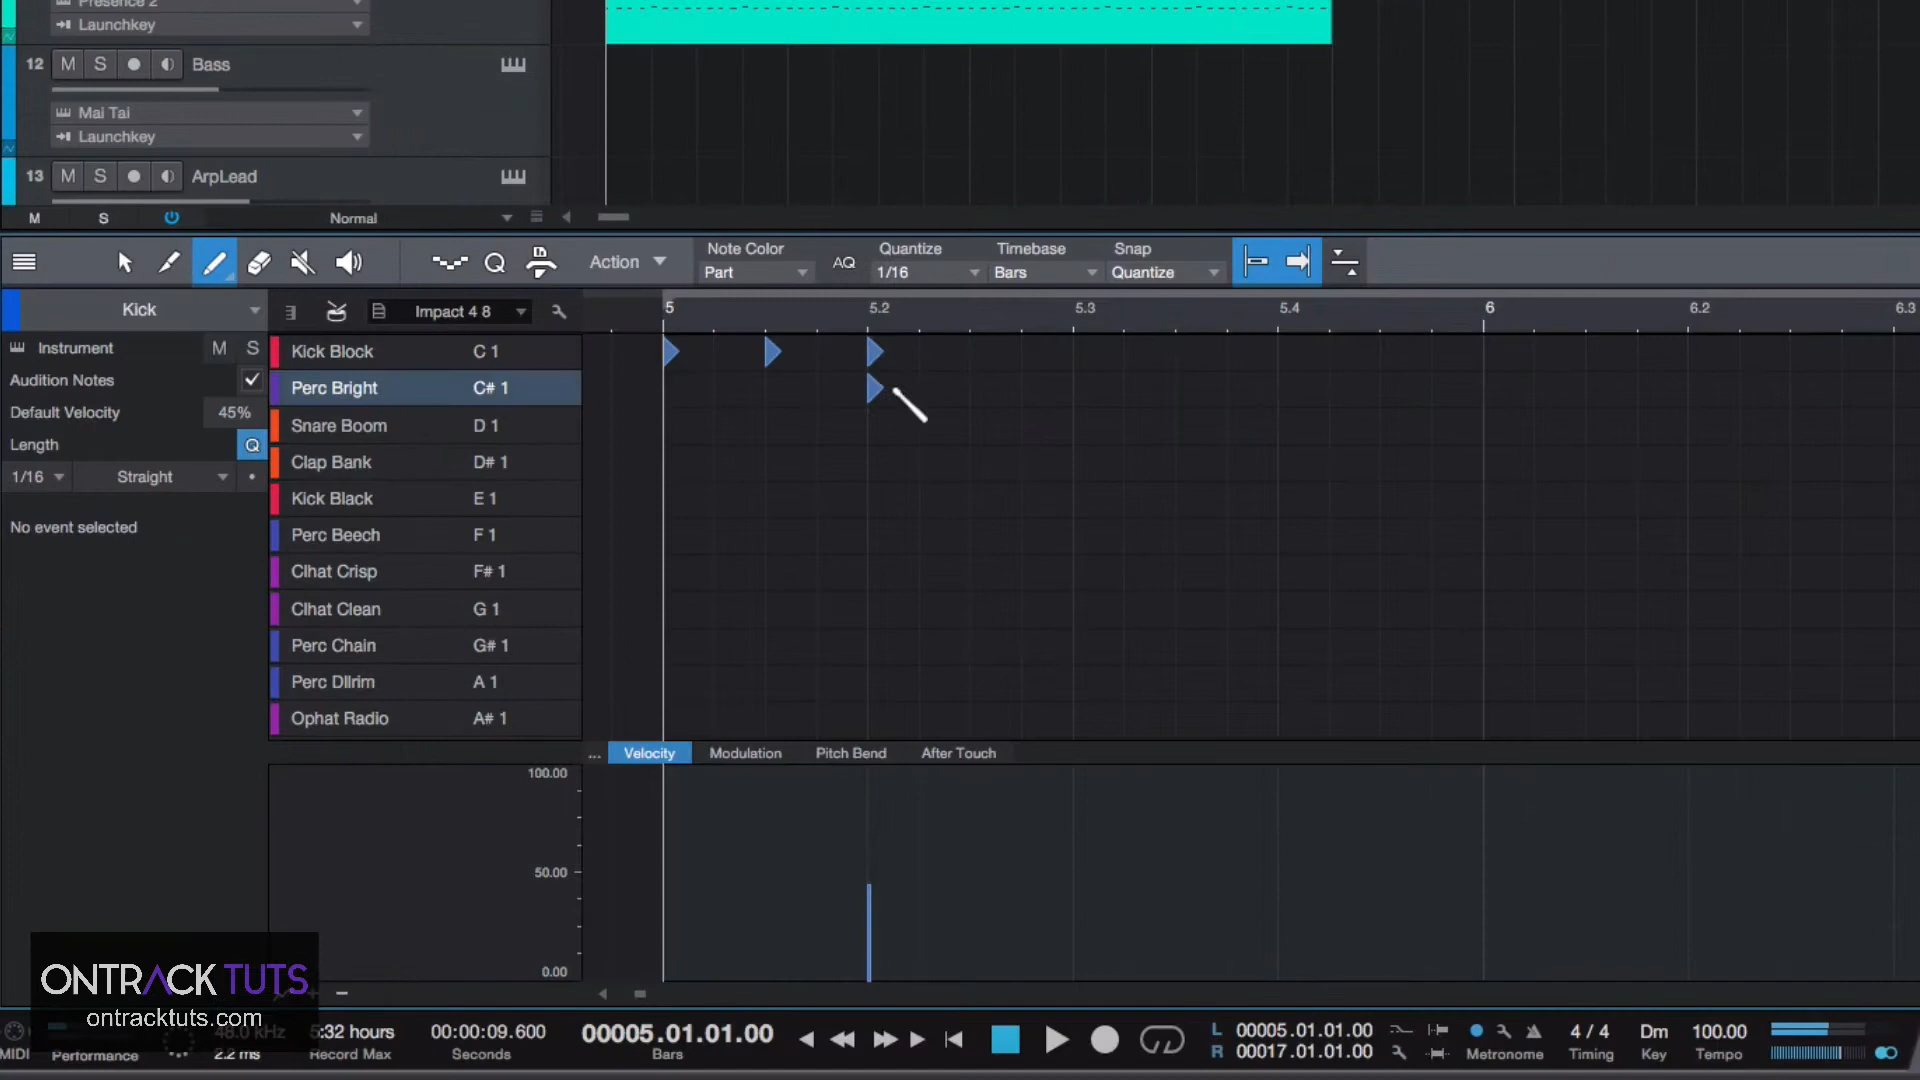 Presence 2
Launchkey
12 M S Bass
Mai Tai
Launchkey
13 M S ArpLead
M S Normal
Action
Note Color
Part
AQ
Quantize
1/16
Timebase
Bars
Snap
Quantize
Kick
Impact 4 8
5 5.2 5.3 5.4 6 6.2 6.3
Instrument M S
Audition Notes
Default Velocity 45%
Length Q
1/16 Straight
No event selected
Kick Block C 1
Perc Bright C# 1
Snare Boom D 1
Clap Bank D# 1
Kick Black E 1
Perc Beech F 1
Clhat Crisp F# 1
Clhat Clean G 1
Perc Chain G# 1
Perc Dllrim A 1
Ophat Radio A# 1
... Velocity Modulation Pitch Bend After Touch
100.00
50.00
0.00
ONTRACK TUTS
ontracktuts.com
MIDI
Performance
48.0 kHz
2.2 ms
5:32 hours
Record Max
00:00:09.600
Seconds
00005.01.01.00
Bars
L 00005.01.01.00
R 00017.01.01.00
Metronome
4 / 4
Timing
Dm
Key
100.00
Tempo